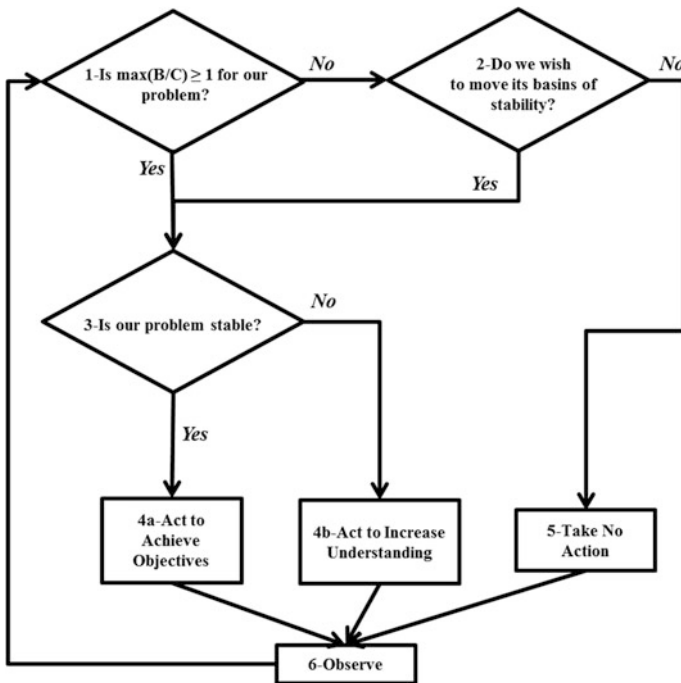 1-Is max(B/C) ≥ 1 for our
problem?
No
2-Do we wish
to move its basins of
stability?
No
Yes
Yes
3-Is our problem stable?
No
Yes
4a-Act to
Achieve
Objectives
4b-Act to Increase
Understanding
5-Take No
Action
6-Observe